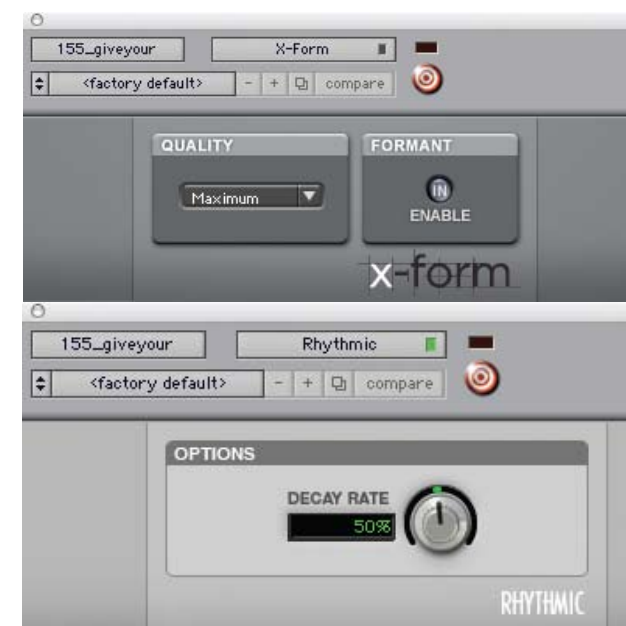 155_giveyour X-Form
<factory default> - + compare
QUALITY FORMANT
Maximum IN
ENABLE
x-form
155_giveyour Rhythmic
<factory default> - + compare
OPTIONS
DECAY RATE
50%
RHYTHMIC